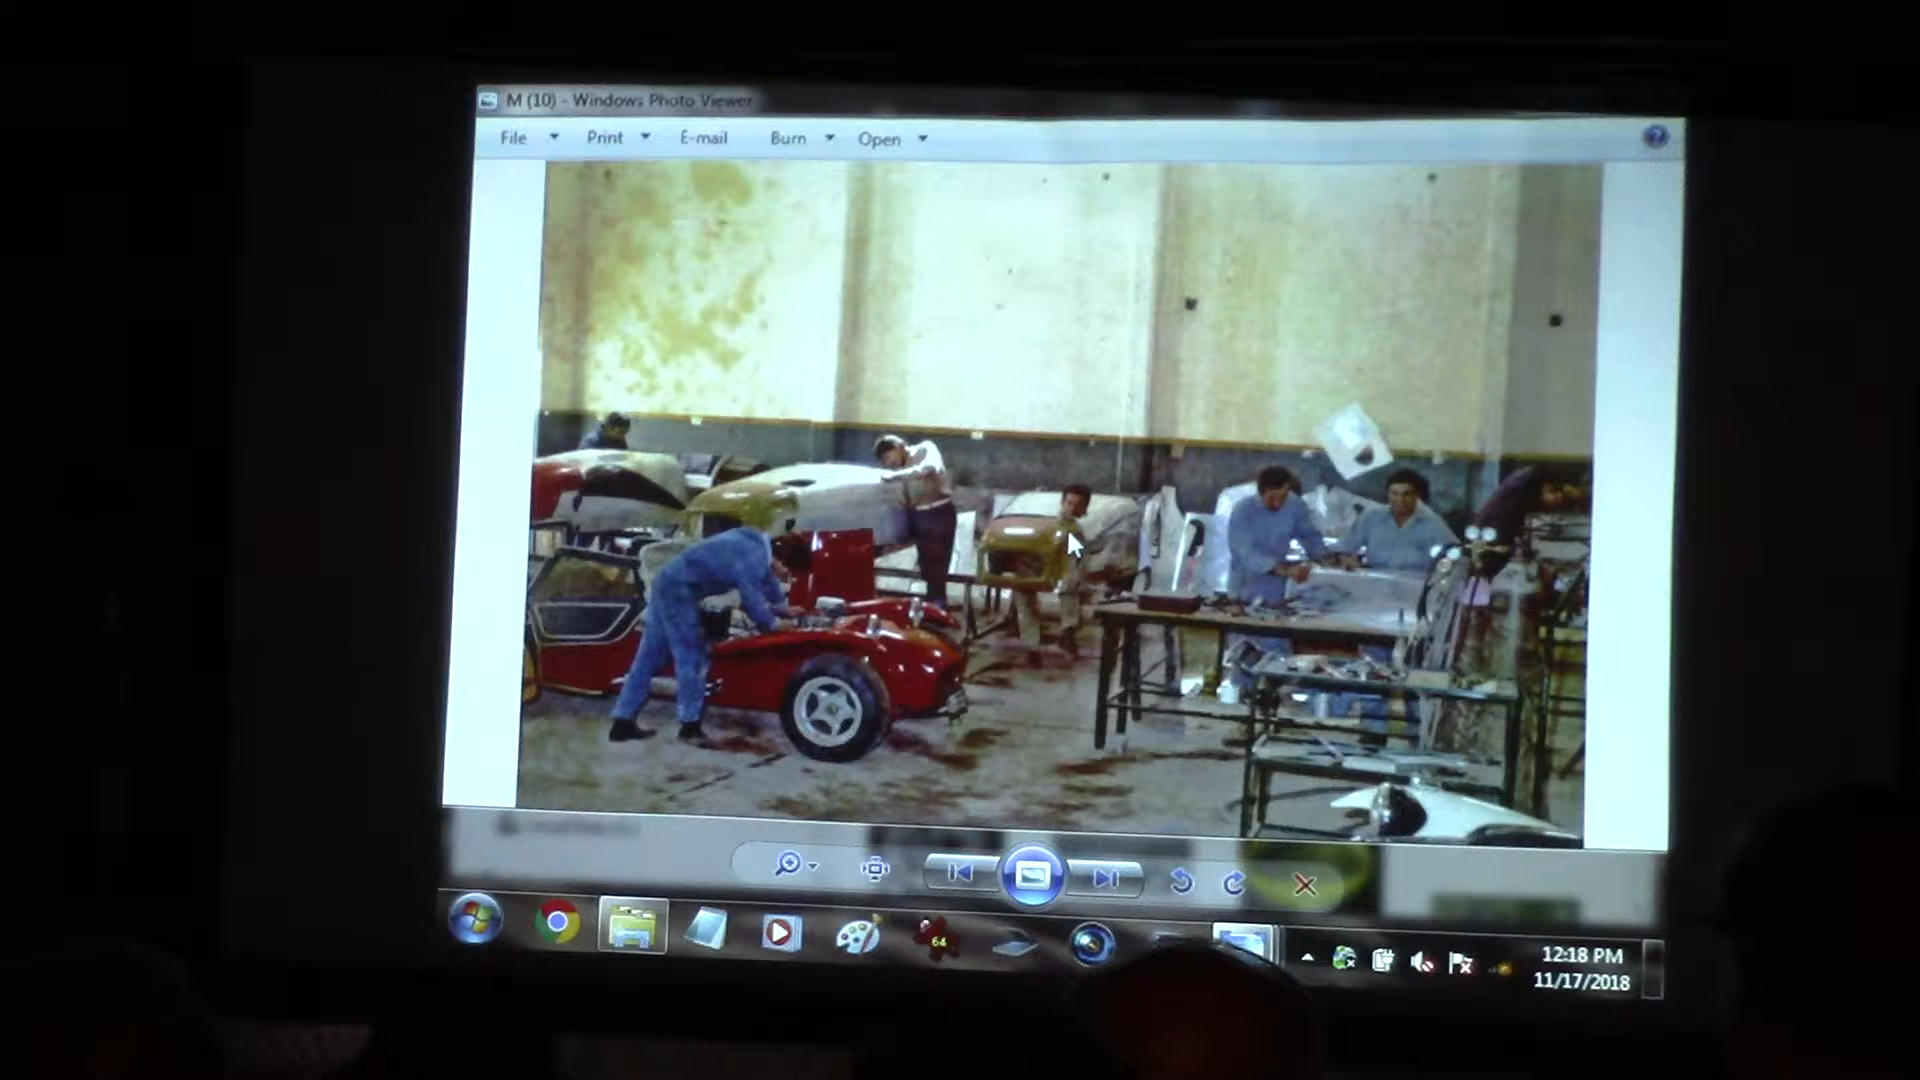 M (10) - Windows Photo Viewer
File Print E-mail Burn Open
64
12:18 PM
11/17/2018